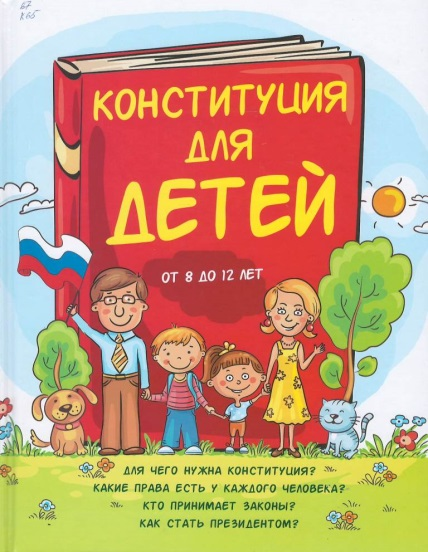 КОНСТИТУЦИЯ
ДЛЯ
ДЕТЕЙ
ОТ 8 ДО 12 ЛЕТ
ДЛЯ ЧЕГО НУЖНА КОНСТИТУЦИЯ?
КАКИЕ ПРАВА ЕСТЬ У КАЖДОГО ЧЕЛОВЕКА?
КТО ПРИНИМАЕТ ЗАКОНЫ?
КАК СТАТЬ ПРЕЗИДЕНТОМ?